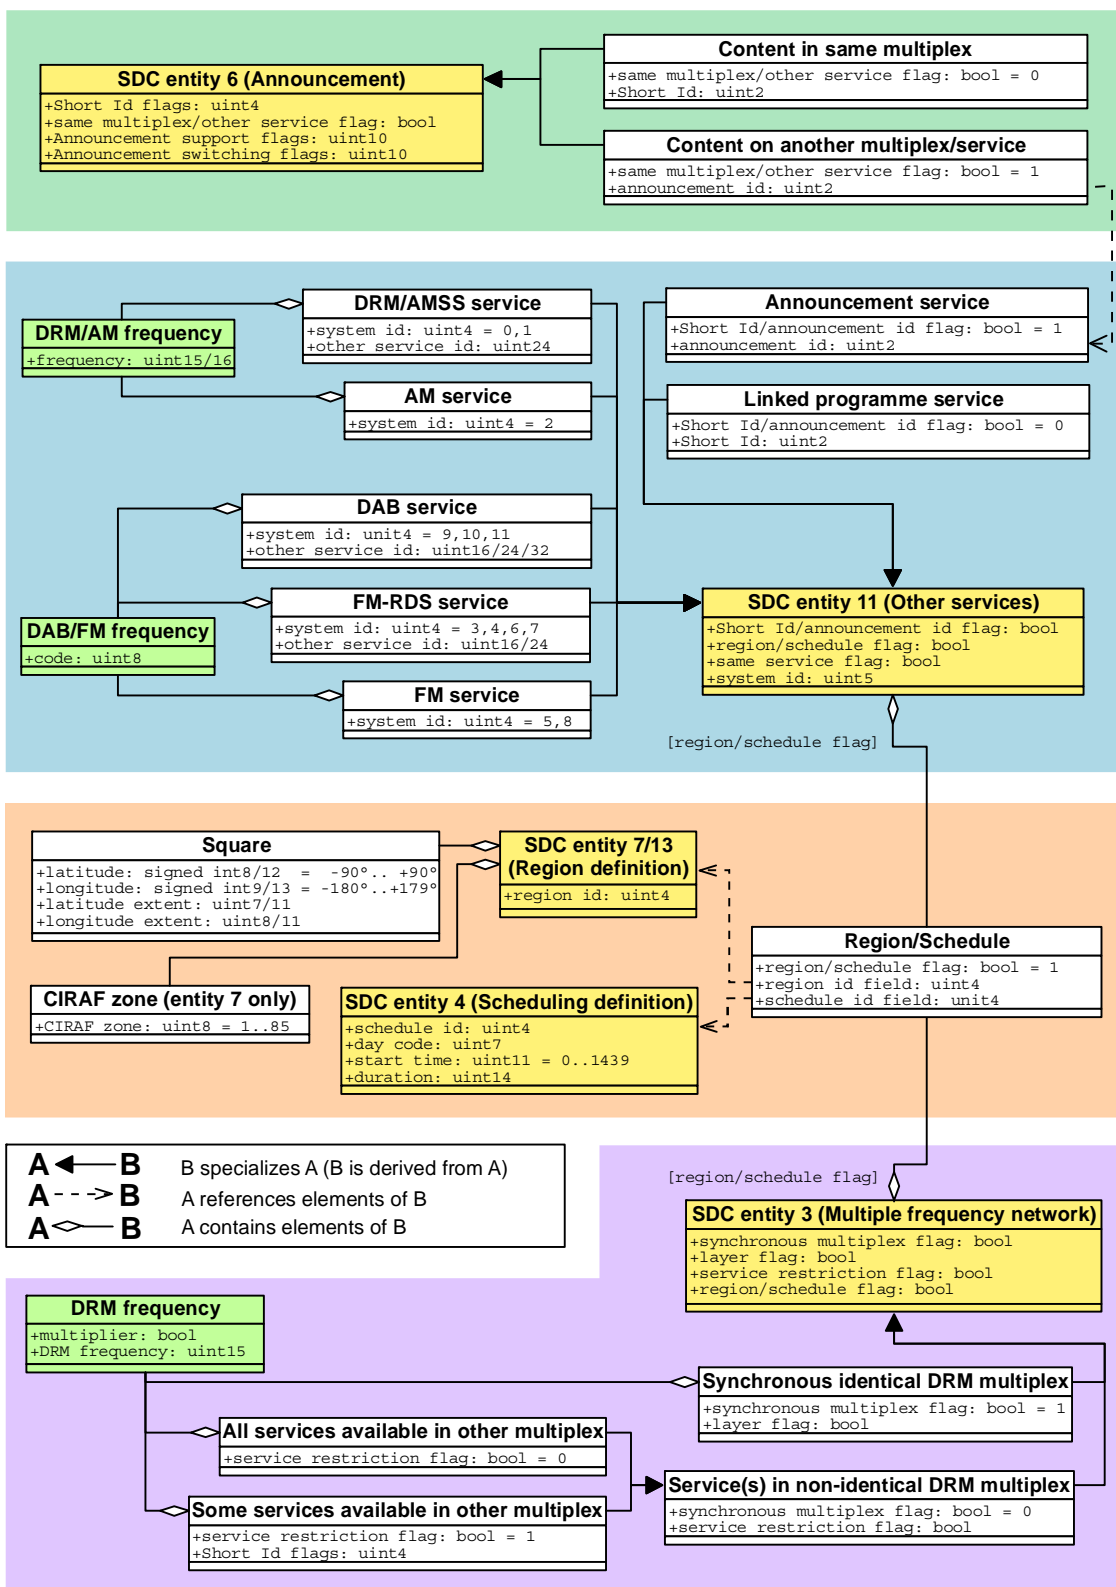 Content in same multiplex
+same multiplex/other service flag: bool = 0
+Short Id: uint2
SDC entity 6 (Announcement)
+Short Id flags: uint4
+same multiplex/other service flag: bool
+Announcement support flags: uint10
+Announcement switching flags: uint10
Content on another multiplex/service
+same multiplex/other service flag: bool = 1
+announcement id: uint2
DRM/AMSS service
+system id: uint4 = 0,1
+other service id: uint24
Announcement service
+Short Id/announcement id flag: bool = 1
+announcement id: uint2
DRM/AM frequency
+frequency: uint15/16
AM service
+system id: uint4 = 2
Linked programme service
+Short Id/announcement id flag: bool = 0
+Short Id: uint2
DAB service
+system id: unit4 = 9,10,11
+other service id: uint16/24/32
FM-RDS service
+system id: uint4 = 3,4,6,7
+other service id: uint16/24
SDC entity 11 (Other services)
+Short Id/announcement id flag: bool
+region/schedule flag: bool
+same service flag: bool
+system id: uint5
DAB/FM frequency
+code: uint8
FM service
+system id: uint4 = 5,8
[region/schedule flag]
Square
+latitude: signed int8/12 = -90°.. +90°
+longitude: signed int9/13 = -180°..+179°
+latitude extent: uint7/11
+longitude extent: uint8/11
SDC entity 7/13
(Region definition)
+region id: uint4
Region/Schedule
+region/schedule flag: bool = 1
+region id field: uint4
+schedule id field: unit4
CIRAF zone (entity 7 only)
+CIRAF zone: uint8 = 1..85
SDC entity 4 (Scheduling definition)
+schedule id: uint4
+day code: uint7
+start time: uint11 = 0..1439
+duration: uint14
A B B specializes A (B is derived from A)
A B A references elements of B
A B A contains elements of B
[region/schedule flag]
SDC entity 3 (Multiple frequency network)
+synchronous multiplex flag: bool
+layer flag: bool
+service restriction flag: bool
+region/schedule flag: bool
DRM frequency
+multiplier: bool
+DRM frequency: uint15
Synchronous identical DRM multiplex
+synchronous multiplex flag: bool = 1
+layer flag: bool
All services available in other multiplex
+service restriction flag: bool = 0
Service(s) in non-identical DRM multiplex
+synchronous multiplex flag: bool = 0
+service restriction flag: bool
Some services available in other multiplex
+service restriction flag: bool = 1
+Short Id flags: uint4